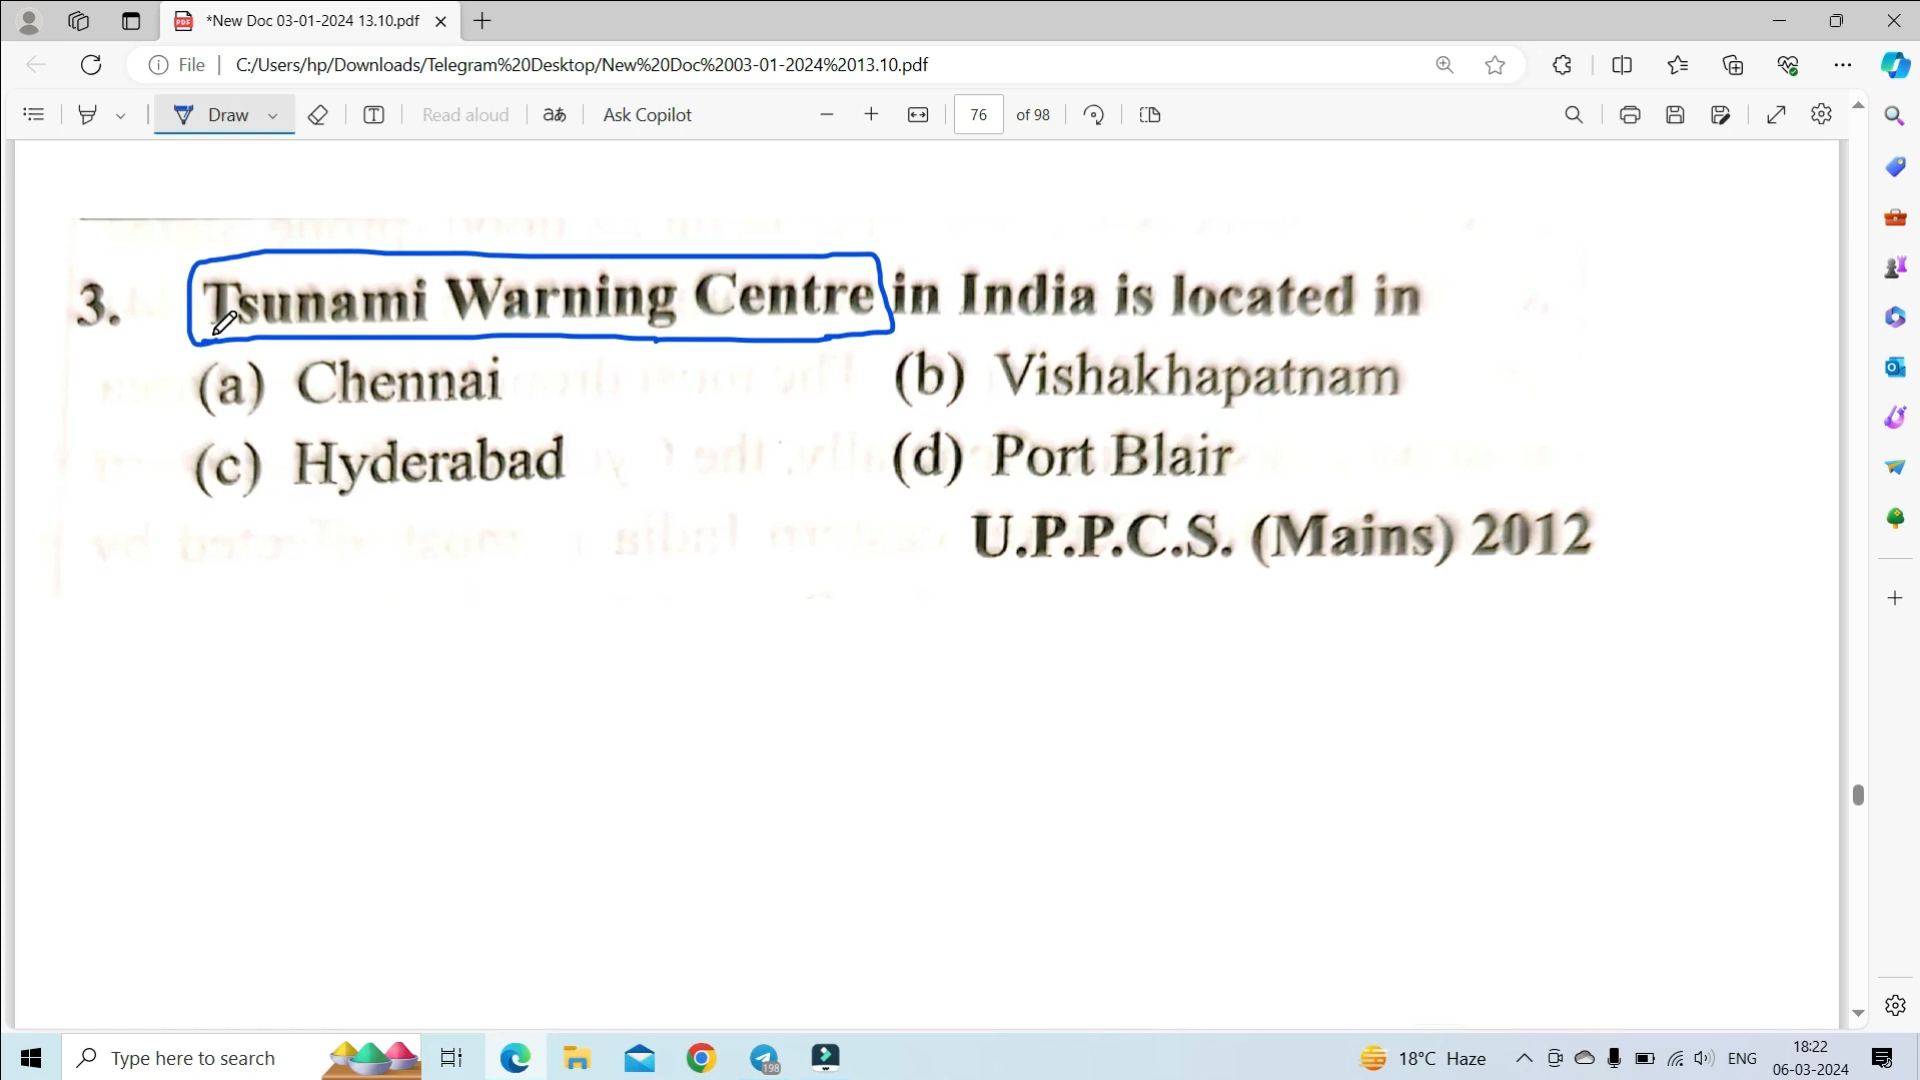 *New Doc 03-01-2024 13.10.pdf
File
C:/Users/hp/Downloads/Telegram%20Desktop/New%20Doc%2003-01-2024%2013.10.pdf
Draw
Read aloud
aあ
Ask Copilot
76 of 98
3. Tsunami Warning Centre in India is located in
(a) Chennai (b) Vishakhapatnam
(c) Hyderabad (d) Port Blair
U.P.P.C.S. (Mains) 2012
Type here to search
198
18°C Haze
ENG
18:22
06-03-2024